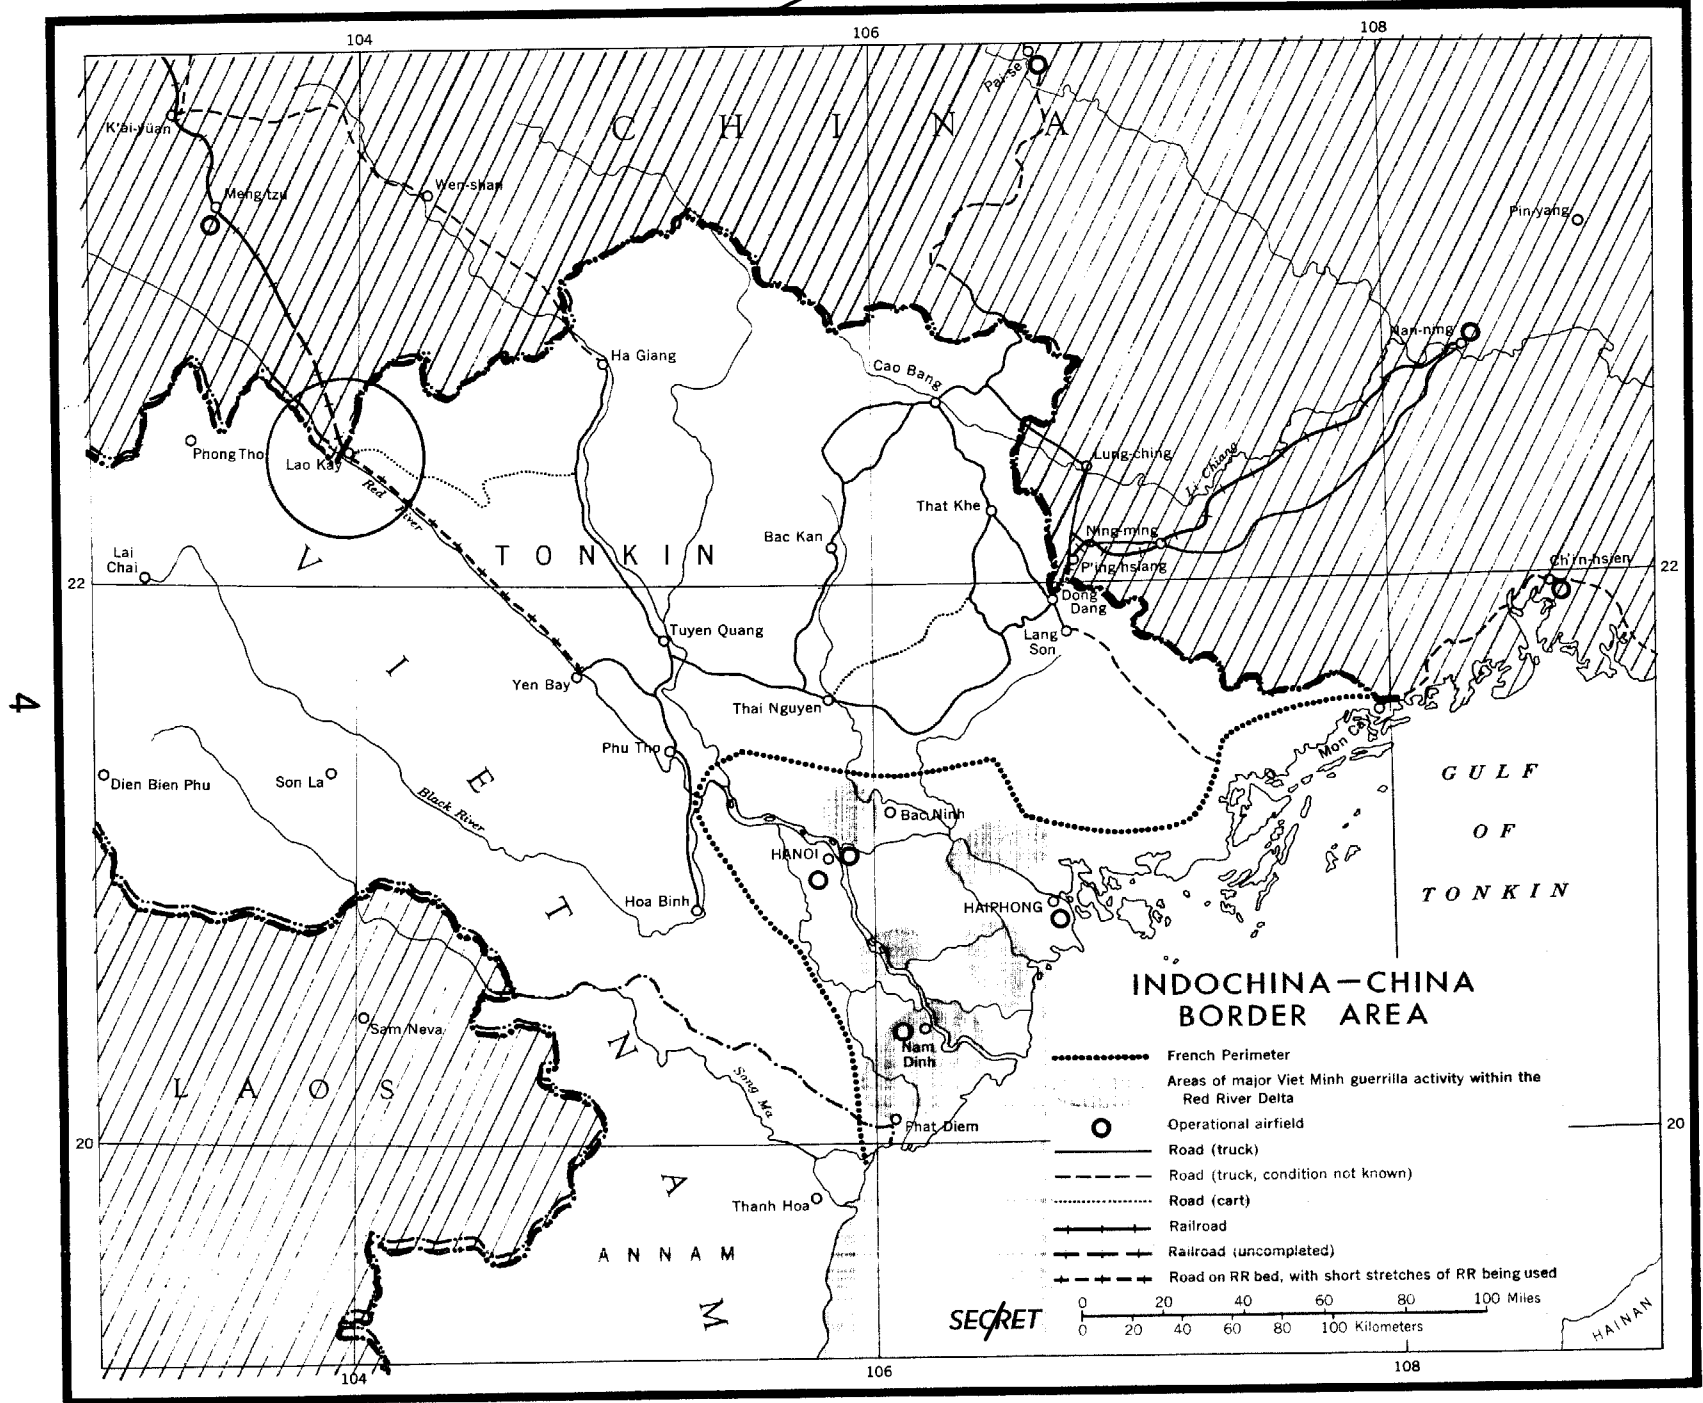 104
106
108
Pai-se
CHINA
K'ai-yüan
Wen-shan
Meng-tzu
Pin-yang
Nan-ning
Ha Giang
Cao Bang
Phong Tho
Lao Kay
Lung-ching
Li Chiang
Red River
That Khe
Ning-ming
Bac Kan
P'ing-hsiang
Ch'in-hsien
Lai
Chai
VIETNAM
TONKIN
22
22
Dong
Dang
Tuyen Quang
Lang
Son
Yen Bay
Thai Nguyen
4
Phu Tho
Mon Cay
Dien Bien Phu
Son La
GULF
OF
TONKIN
Black River
Bac Ninh
HANOI
Hoa Binh
HAIPHONG
INDOCHINA—CHINA
BORDER AREA
Sam Neva
Nam
Dinh
French Perimeter
LAOS
Song Ma
Areas of major Viet Minh guerrilla activity within the
Red River Delta
Phat Diem
Operational airfield
20
20
Road (truck)
Road (truck, condition not known)
Thanh Hoa
Road (cart)
Railroad
ANNAM
Railroad (uncompleted)
Road on RR bed, with short stretches of RR being used
SECRET
0 20 40 60 80 100 Miles
0 20 40 60 80 100 Kilometers
HAINAN
104
106
108